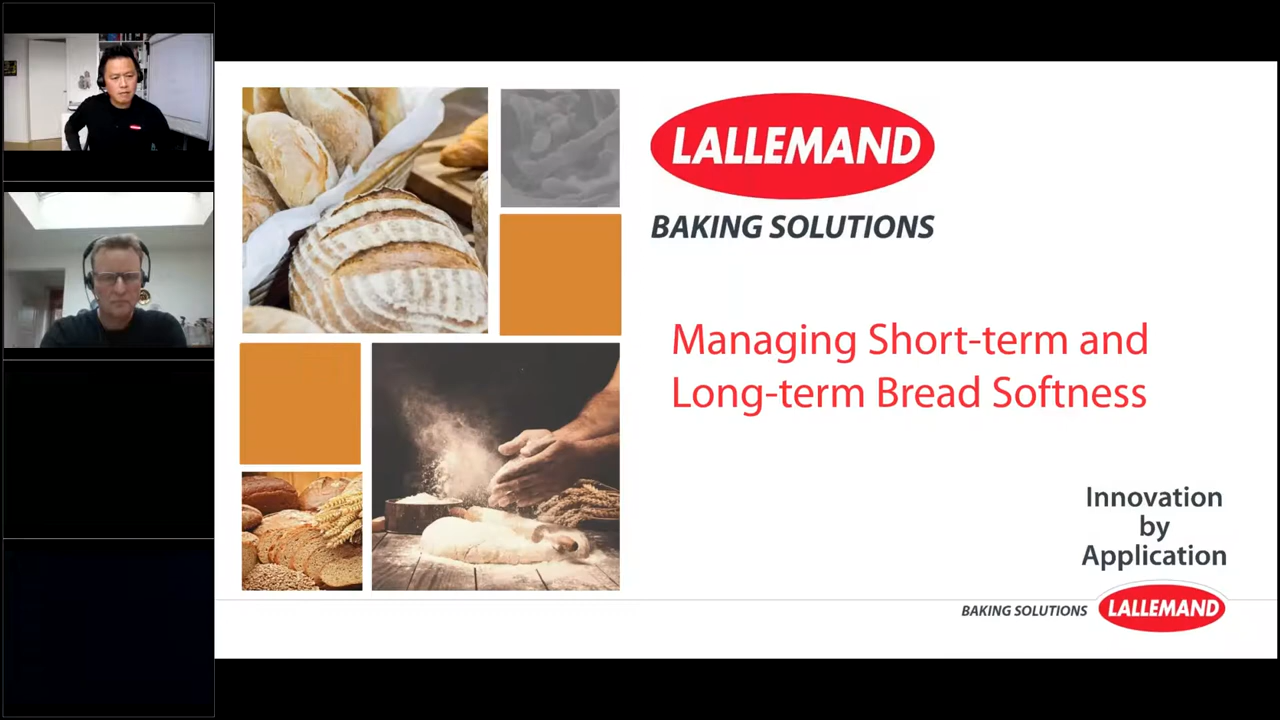 LALLEMAND
BAKING SOLUTIONS
Managing Short-term and
Long-term Bread Softness
Innovation
by
Application
BAKING SOLUTIONS LALLEMAND